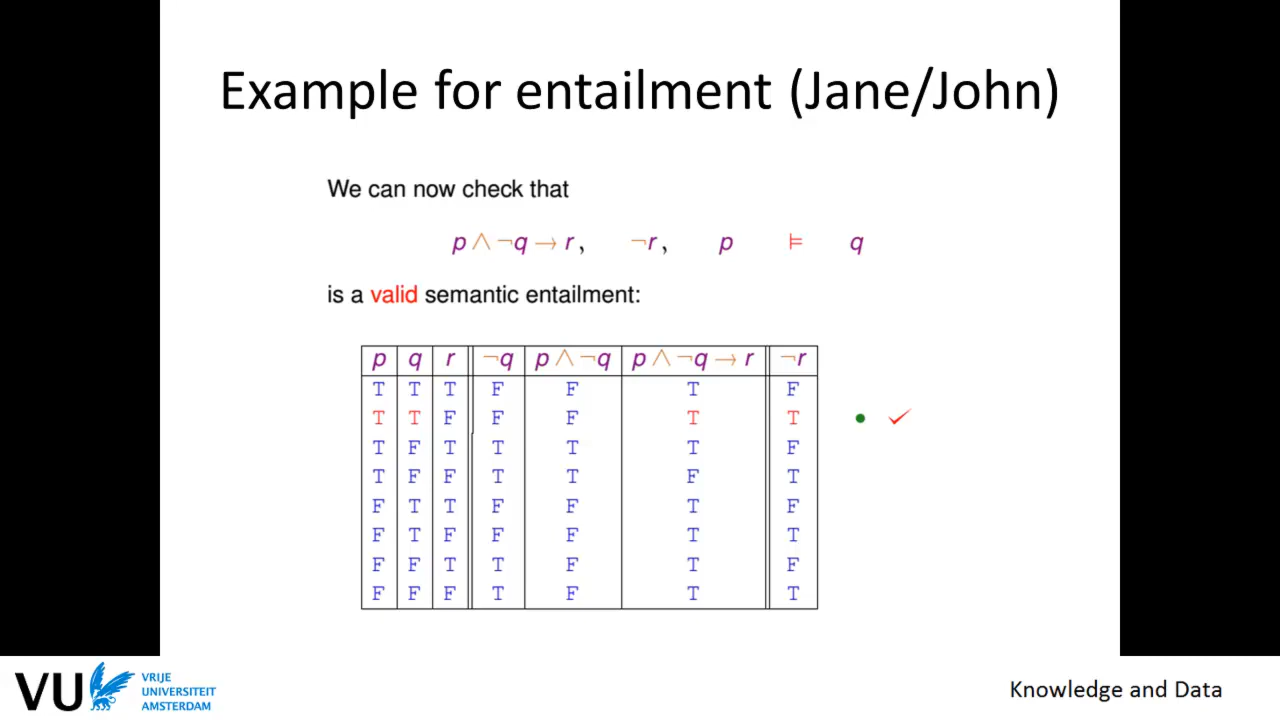 Example for entailment (Jane/John)
We can now check that
p ∧ ¬q → r, ¬r, p ⊨ q
is a valid semantic entailment:
p q r ¬q p ∧ ¬q p ∧ ¬q → r ¬r
T T T F F T F
T T F F F T T • ✓
T F T T T T F
T F F T T F T
F T T F F T F
F T F F F T T
F F T T F T F
F F F T F T T
VU VRIJE
UNIVERSITEIT
AMSTERDAM
Knowledge and Data